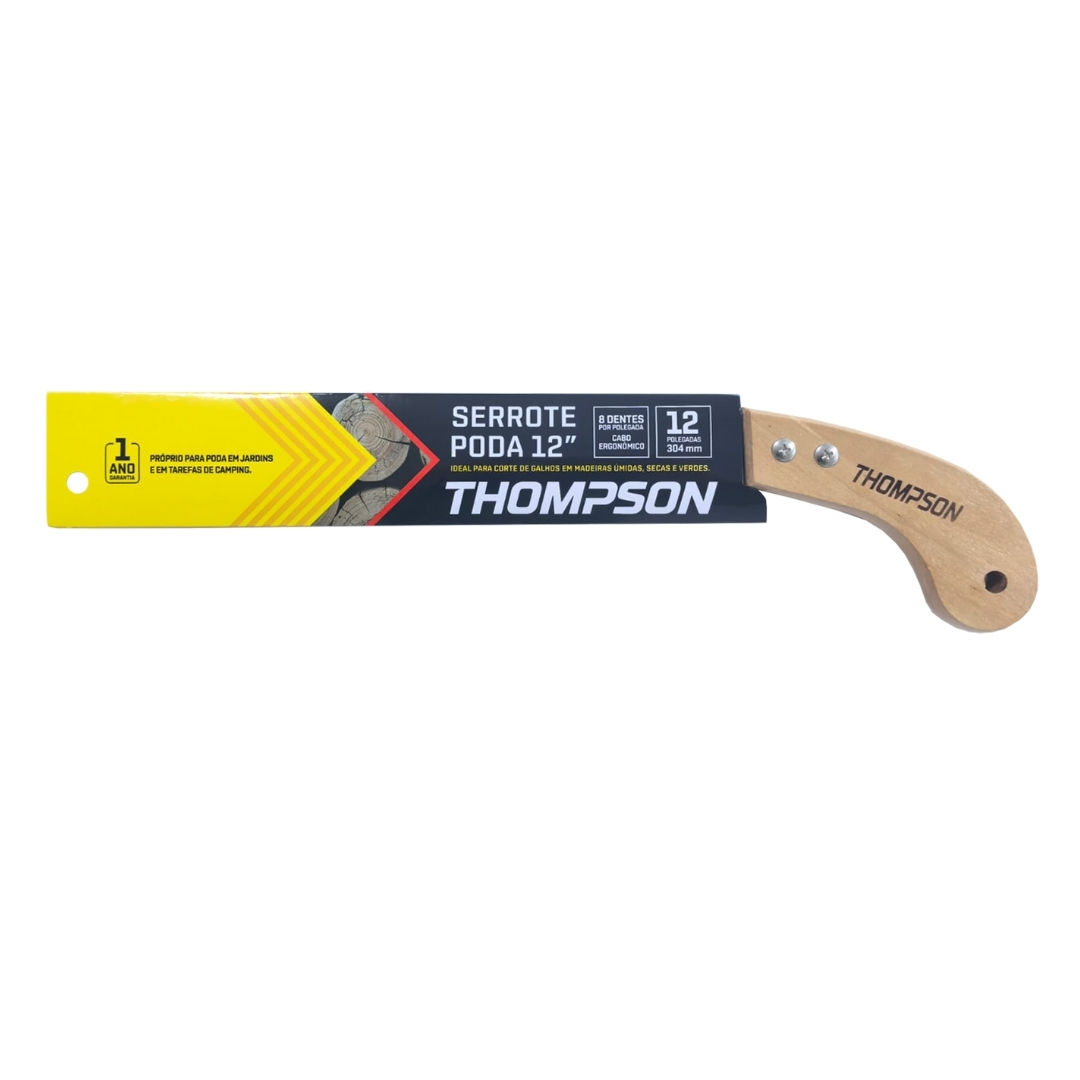 1
ANO
GARANTIA
PRÓPRIO PARA PODA EM JARDINS
E EM TAREFAS DE CAMPING.
SERROTE
PODA 12”
8 DENTES
POR POLEGADA
CABO
ERGONÔMICO
12
POLEGADAS
304 mm
IDEAL PARA CORTE DE GALHOS EM MADEIRAS ÚMIDAS, SECAS E VERDES.
THOMPSON
THOMPSON